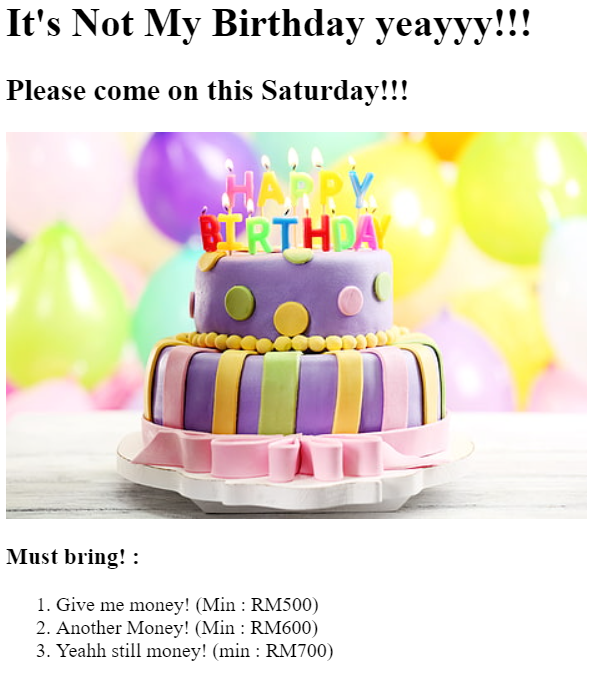 It's Not My Birthday yeayyy!!!
Please come on this Saturday!!!
HAPPY
BIRTHDAY
Must bring! :
1. Give me money! (Min : RM500)
2. Another Money! (Min : RM600)
3. Yeahh still money! (min : RM700)